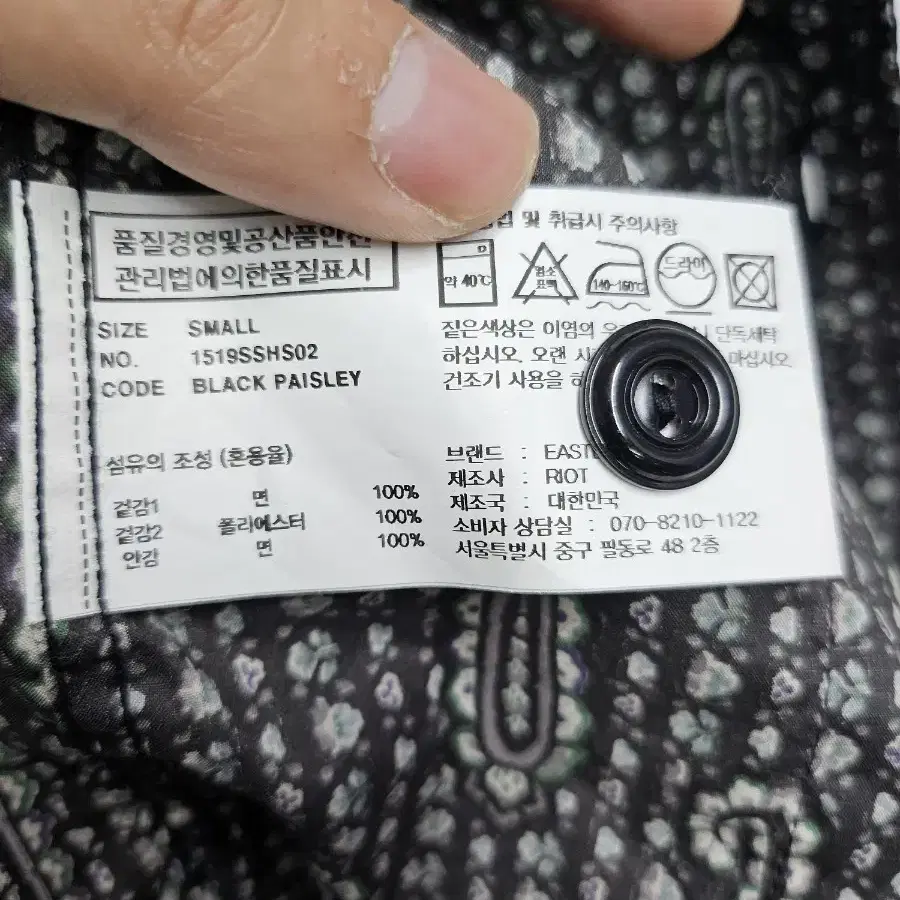 품질경영및공산품안전
관리법에의한품질표시
SIZE SMALL
NO. 1519SSHS02
CODE BLACK PAISLEY
섬유의 조성 (혼용율)
겉감1 면 100%
겉감2 폴리에스터 100%
안감 면 100%
및 취급시 주의사항
약 40℃
염소
표백
140~160℃
드라이
짙은색상은 이염의 단독세탁
하십시오. 오랜 마십시오.
건조기 사용을
브랜드 : EAST
제조사 : RIOT
제조국 : 대한민국
소비자 상담실 : 070-8210-1122
서울특별시 중구 필동로 48 2층